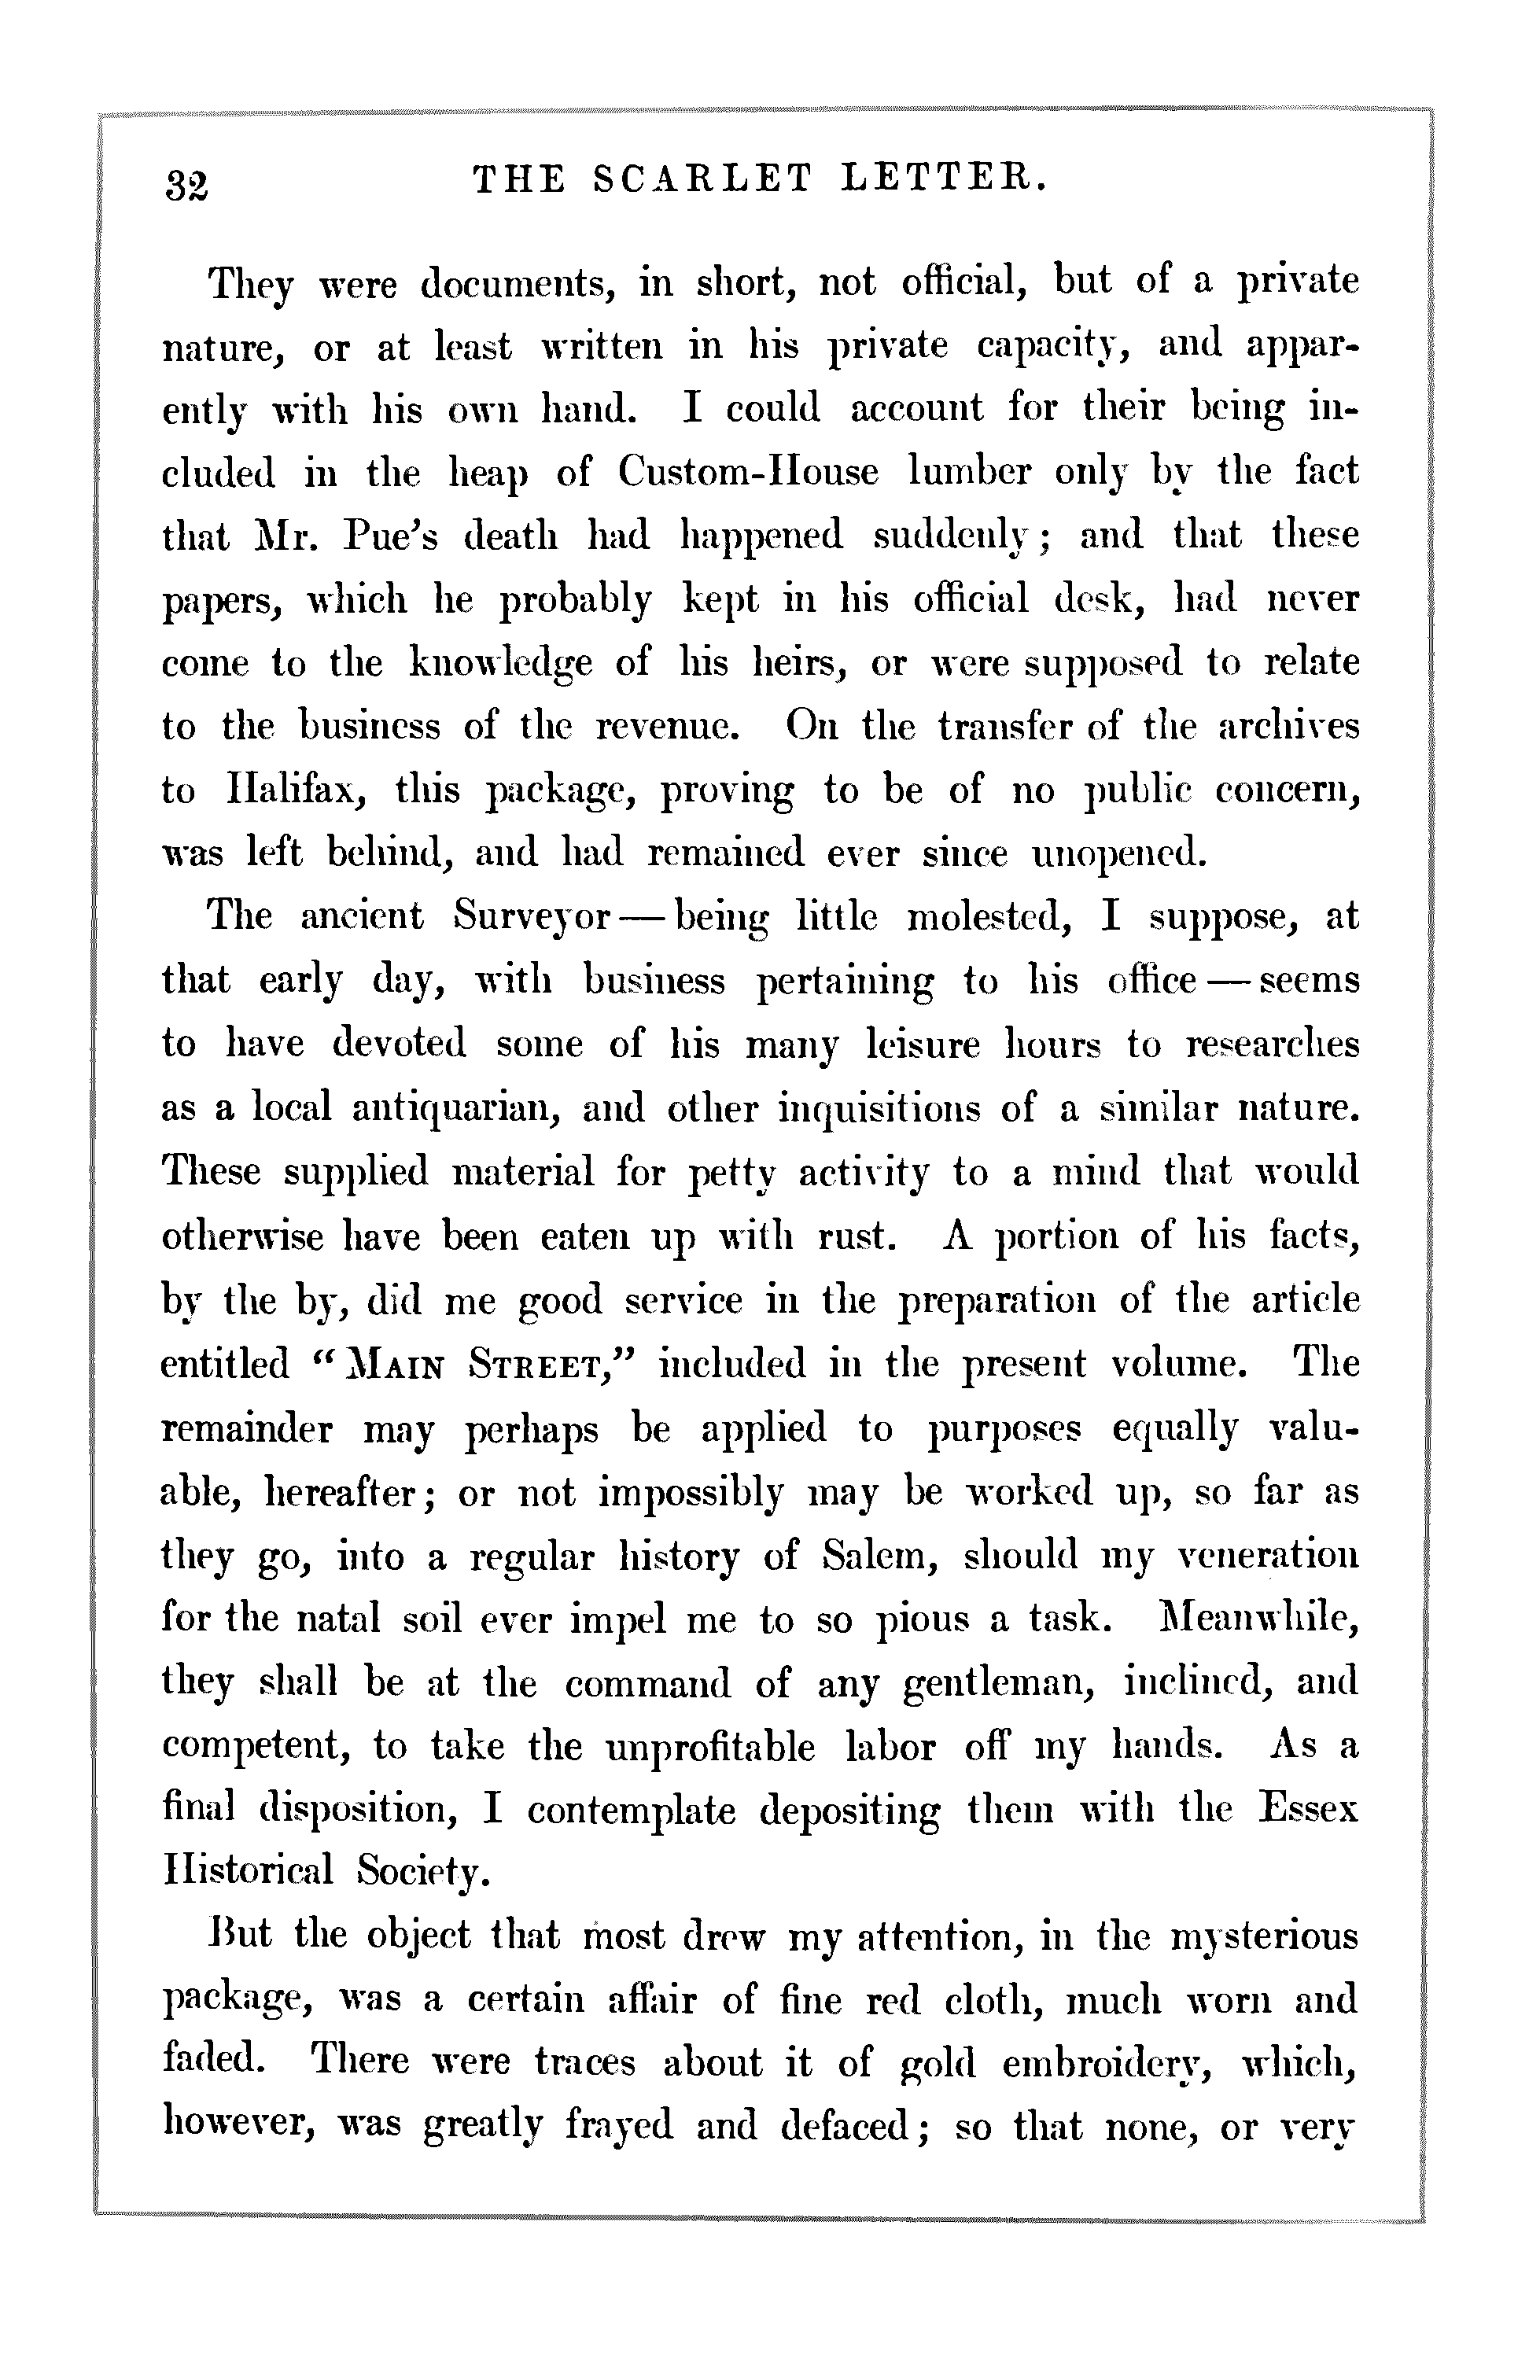 32
THE SCARLET LETTER.
They were documents, in short, not official, but of a private
nature, or at least written in his private capacity, and appar-
ently with his own hand. I could account for their being in-
cluded in the heap of Custom-House lumber only by the fact
that Mr. Pue's death had happened suddenly; and that these
papers, which he probably kept in his official desk, had never
come to the knowledge of his heirs, or were supposed to relate
to the business of the revenue. On the transfer of the archives
to Halifax, this package, proving to be of no public concern,
was left behind, and had remained ever since unopened.
The ancient Surveyor — being little molested, I suppose, at
that early day, with business pertaining to his office — seems
to have devoted some of his many leisure hours to researches
as a local antiquarian, and other inquisitions of a similar nature.
These supplied material for petty activity to a mind that would
otherwise have been eaten up with rust. A portion of his facts,
by the by, did me good service in the preparation of the article
entitled “MAIN STREET,” included in the present volume. The
remainder may perhaps be applied to purposes equally valu-
able, hereafter; or not impossibly may be worked up, so far as
they go, into a regular history of Salem, should my veneration
for the natal soil ever impel me to so pious a task. Meanwhile,
they shall be at the command of any gentleman, inclined, and
competent, to take the unprofitable labor off my hands. As a
final disposition, I contemplate depositing them with the Essex
Historical Society.
But the object that most drew my attention, in the mysterious
package, was a certain affair of fine red cloth, much worn and
faded. There were traces about it of gold embroidery, which,
however, was greatly frayed and defaced; so that none, or very